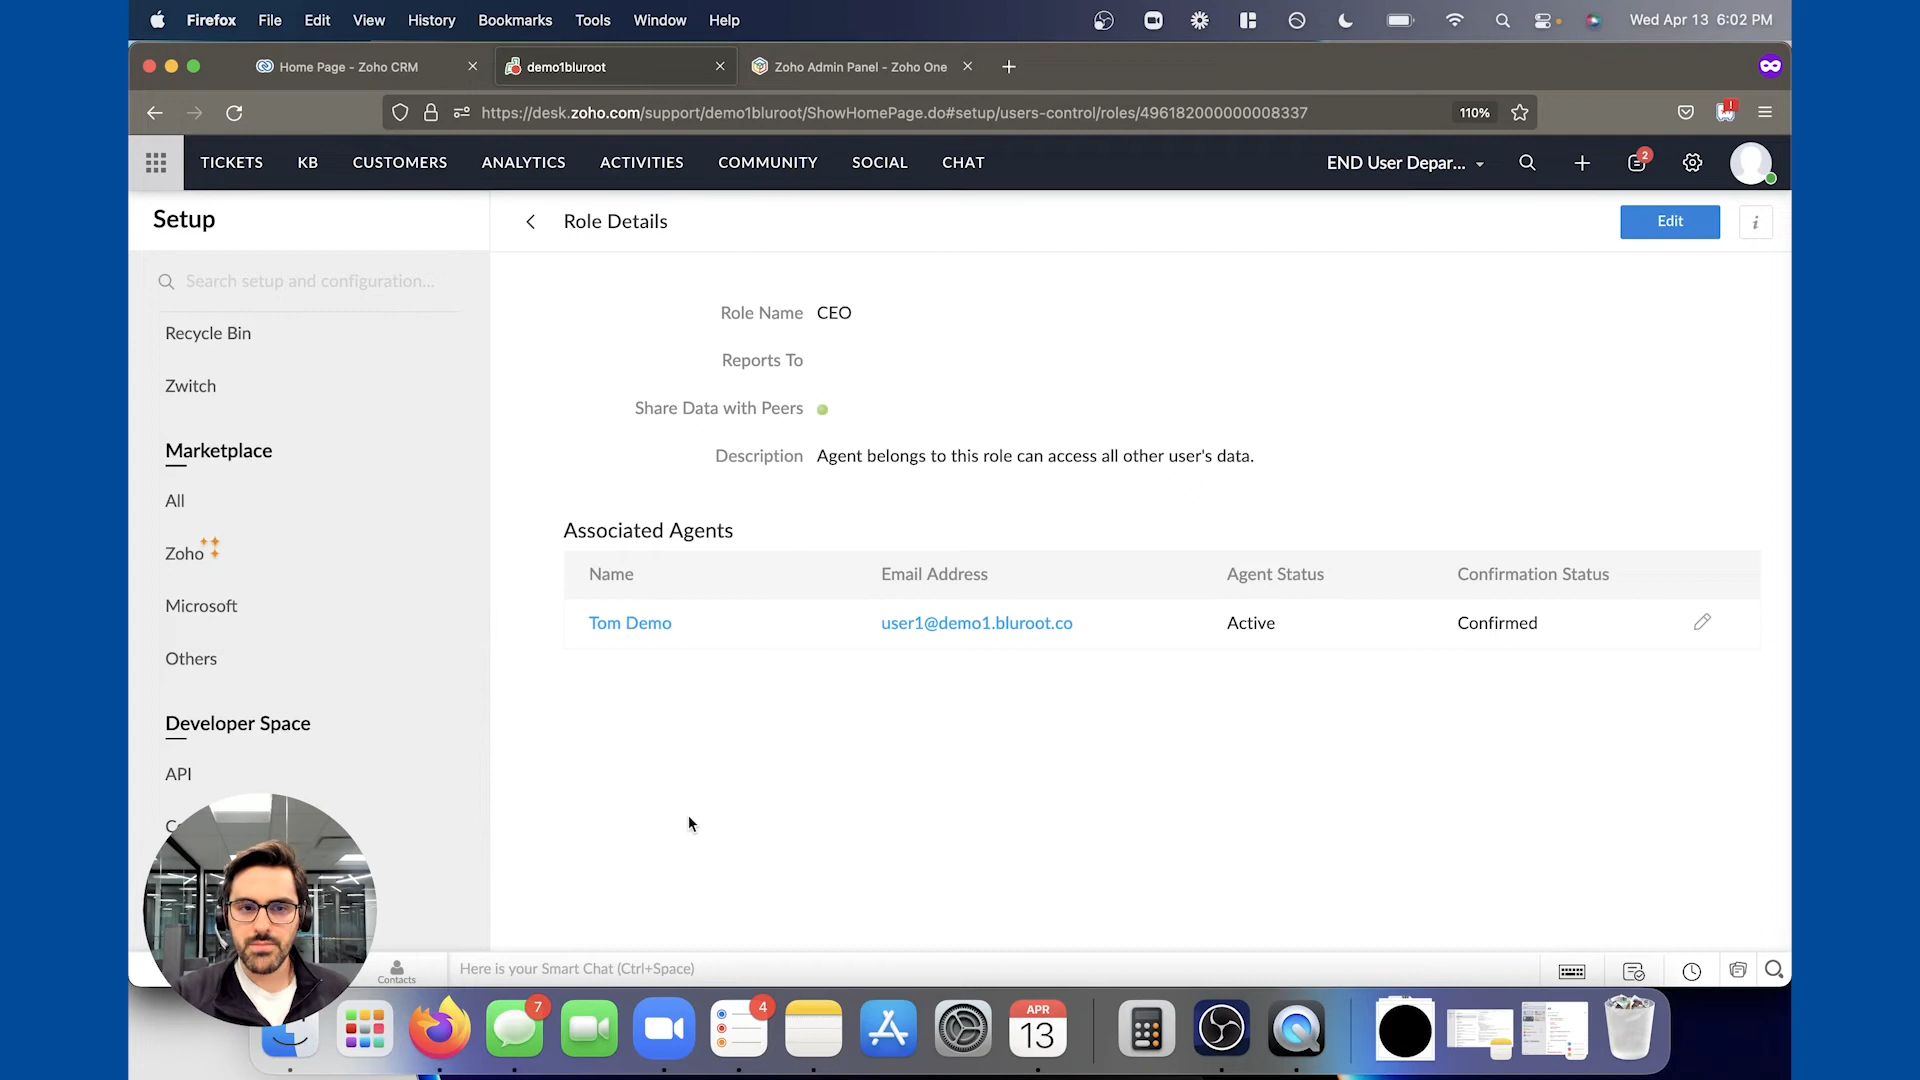 Firefox File Edit View History Bookmarks Tools Window Help Wed Apr 13 6:02 PM
Home Page - Zoho CRM demo1bluroot Zoho Admin Panel - Zoho One
https://desk.zoho.com/support/demo1bluroot/ShowHomePage.do#setup/users-control/roles/496182000000008337 110%
TICKETS KB CUSTOMERS ANALYTICS ACTIVITIES COMMUNITY SOCIAL CHAT END User Depar... 2
Setup
Search setup and configuration...
Recycle Bin
Zwitch
Marketplace
All
Zoho
Microsoft
Others
Developer Space
API
Role Details Edit i
Role Name CEO
Reports To
Share Data with Peers
Description Agent belongs to this role can access all other user's data.
Associated Agents
Name Email Address Agent Status Confirmation Status
Tom Demo user1@demo1.bluroot.co Active Confirmed
Contacts Here is your Smart Chat (Ctrl+Space)
7 4 APR
13